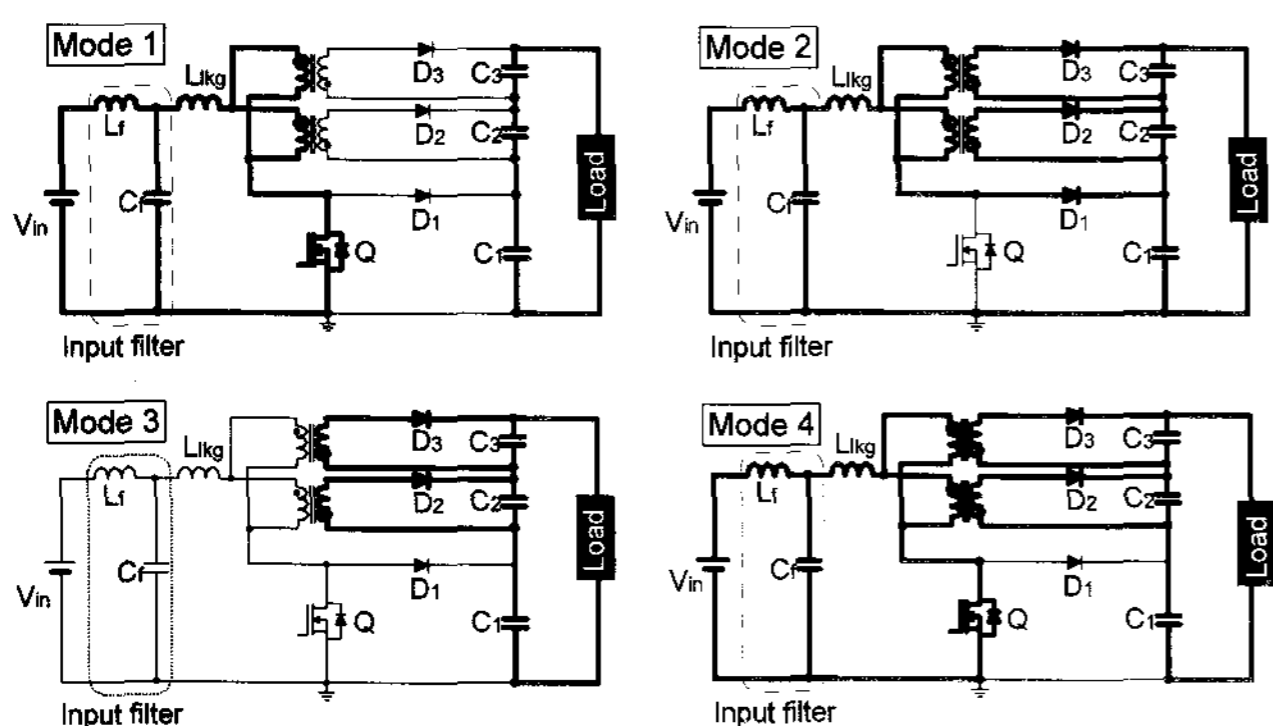 Mode 1
Llkg
Lf
Cf
Vin
D3
D2
D1
C3
C2
C1
Q
Load
Input filter
Mode 2
Llkg
Lf
Cf
Vin
D3
D2
D1
C3
C2
C1
Q
Load
Input filter
Mode 3
Llkg
Lf
Cf
Vin
D3
D2
D1
C3
C2
C1
Q
Load
Input filter
Mode 4
Llkg
Lf
Cf
Vin
D3
D2
D1
C3
C2
C1
Q
Load
Input filter